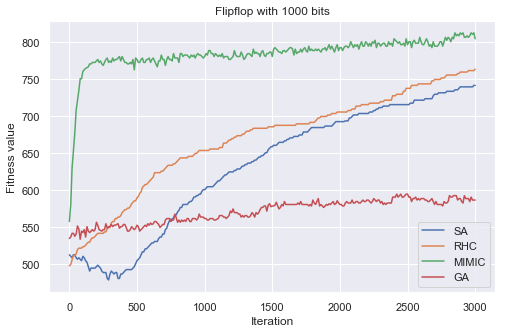 Flipflop with 1000 bits
Fitness value
800
750
700
650
600
550
500
0 500 1000 1500 2000 2500 3000
Iteration
SA
RHC
MIMIC
GA